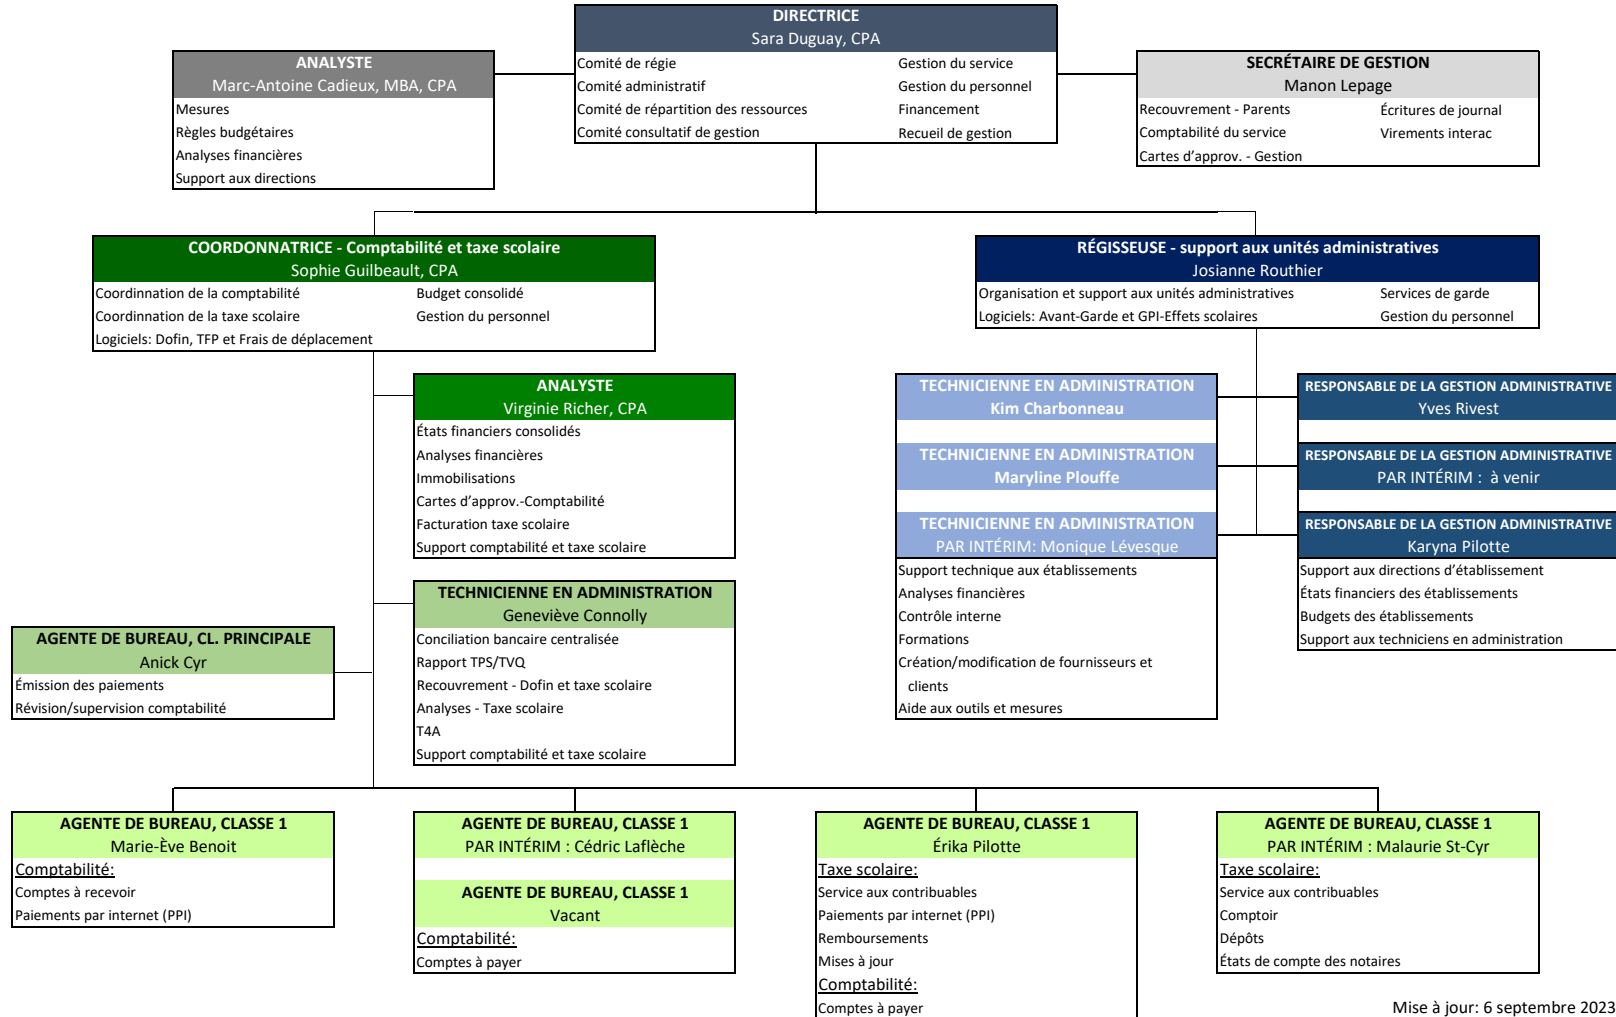 DIRECTRICE
Sara Duguay, CPA
Comité de régie
Gestion du service
Comité administratif
Gestion du personnel
Comité de répartition des ressources
Financement
Comité consultatif de gestion
Recueil de gestion
ANALYSTE
Marc-Antoine Cadieux, MBA, CPA
Mesures
Règles budgétaires
Analyses financières
Support aux directions
SECRÉTAIRE DE GESTION
Manon Lepage
Recouvrement - Parents
Écritures de journal
Comptabilité du service
Virements interac
Cartes d'approv. - Gestion
COORDONNATRICE - Comptabilité et taxe scolaire
Sophie Guilbeault, CPA
Coordinnation de la comptabilité
Budget consolidé
Coordinnation de la taxe scolaire
Gestion du personnel
Logiciels: Dofin, TFP et Frais de déplacement
RÉGISSEUSE - support aux unités administratives
Josianne Routhier
Organisation et support aux unités administratives
Services de garde
Logiciels: Avant-Garde et GPI-Effets scolaires
Gestion du personnel
ANALYSTE
Virginie Richer, CPA
États financiers consolidés
Analyses financières
Immobilisations
Cartes d'approv.-Comptabilité
Facturation taxe scolaire
Support comptabilité et taxe scolaire
TECHNICIENNE EN ADMINISTRATION
Kim Charbonneau
TECHNICIENNE EN ADMINISTRATION
Maryline Plouffe
TECHNICIENNE EN ADMINISTRATION
PAR INTÉRIM: Monique Lévesque
Support technique aux établissements
Analyses financières
Contrôle interne
Formations
Création/modification de fournisseurs et
clients
Aide aux outils et mesures
RESPONSABLE DE LA GESTION ADMINISTRATIVE
Yves Rivest
RESPONSABLE DE LA GESTION ADMINISTRATIVE
PAR INTÉRIM : à venir
RESPONSABLE DE LA GESTION ADMINISTRATIVE
Karyna Pilotte
Support aux directions d'établissement
États financiers des établissements
Budgets des établissements
Support aux techniciens en administration
TECHNICIENNE EN ADMINISTRATION
Geneviève Connolly
Conciliation bancaire centralisée
Rapport TPS/TVQ
Recouvrement - Dofin et taxe scolaire
Analyses - Taxe scolaire
T4A
Support comptabilité et taxe scolaire
AGENTE DE BUREAU, CL. PRINCIPALE
Anick Cyr
Émission des paiements
Révision/supervision comptabilité
AGENTE DE BUREAU, CLASSE 1
Marie-Ève Benoit
Comptabilité:
Comptes à recevoir
Paiements par internet (PPI)
AGENTE DE BUREAU, CLASSE 1
PAR INTÉRIM : Cédric Laflèche
AGENTE DE BUREAU, CLASSE 1
Vacant
Comptabilité:
Comptes à payer
AGENTE DE BUREAU, CLASSE 1
Érika Pilotte
Taxe scolaire:
Service aux contribuables
Paiements par internet (PPI)
Remboursements
Mises à jour
Comptabilité:
Comptes à payer
AGENTE DE BUREAU, CLASSE 1
PAR INTÉRIM : Malaurie St-Cyr
Taxe scolaire:
Service aux contribuables
Comptoir
Dépôts
États de compte des notaires
Mise à jour: 6 septembre 2023